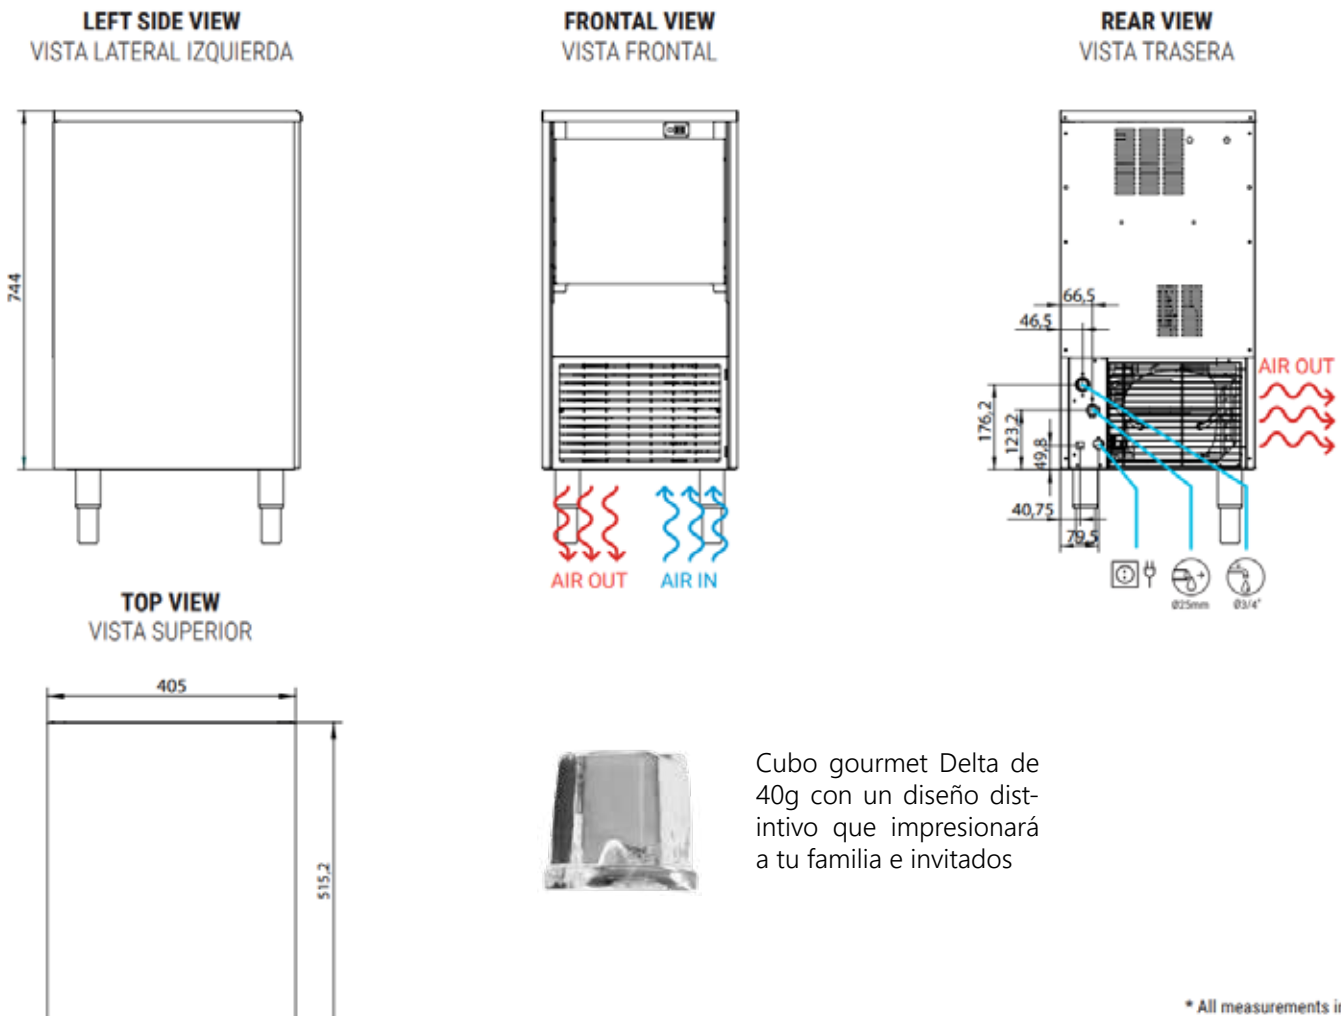 LEFT SIDE VIEW
VISTA LATERAL IZQUIERDA
744
FRONTAL VIEW
VISTA FRONTAL
AIR OUT
AIR IN
REAR VIEW
VISTA TRASERA
66,5
46,5
AIR OUT
176,2
123,2
49,8
40,75
79,5
Ø25mm
Ø3/4"
TOP VIEW
VISTA SUPERIOR
405
515,2
Cubo gourmet Delta de
40g con un diseño dist-
intivo que impresionará
a tu familia e invitados
* All measurements in